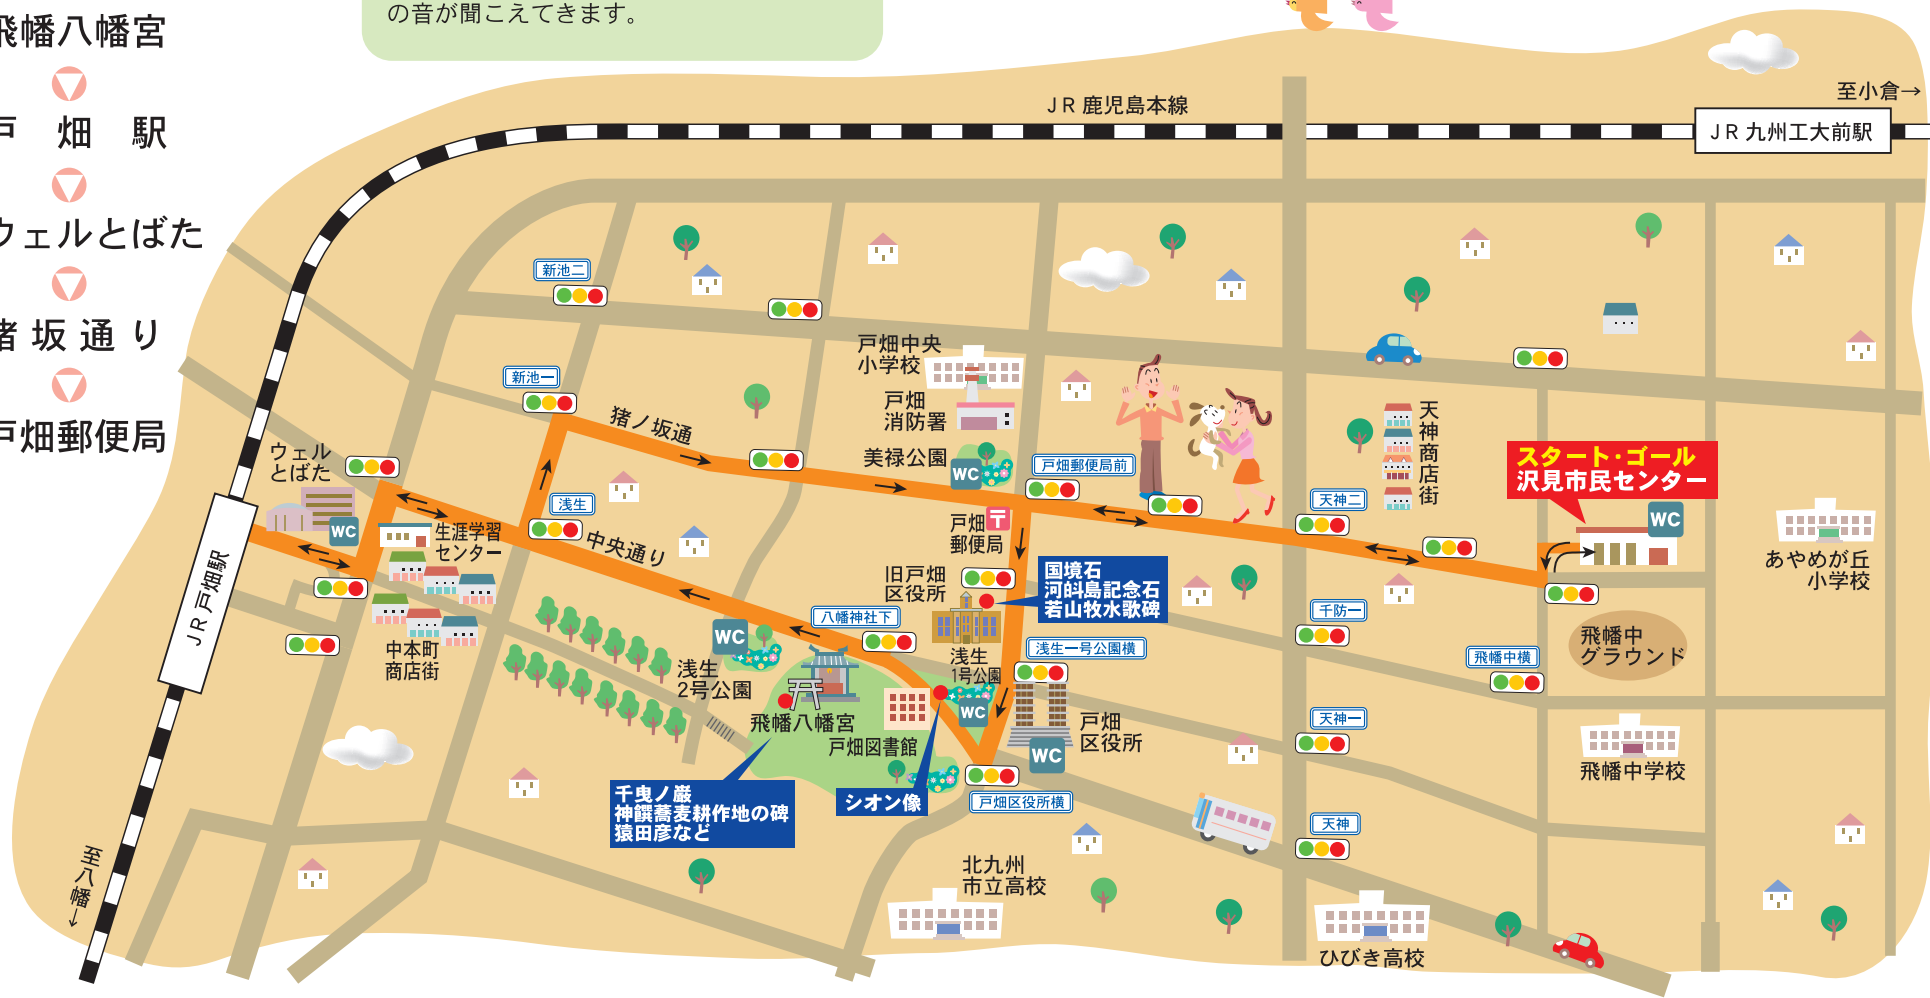 の音が聞こえてきます。
飛幡八幡宮
戸 畑 駅
ウェルとばた
猪坂通り
戸畑郵便局
JR鹿児島本線
至小倉→
JR九州工大前駅
新池二
戸畑中央
小学校
新池一
戸畑
消防署
猪ノ坂通
美禄公園
戸畑郵便局前
天神商店街
スタート・ゴール
沢見市民センター
ウェル
とばた
WC
WC
WC
浅生
天神二
生涯学習
センター
中央通り
戸畑
郵便局
〒
あやめが丘
小学校
JR戸畑駅
旧戸畑
区役所
国境石
河㪷島記念石
若山牧水歌碑
八幡神社下
千防一
飛幡中
グラウンド
中本町
商店街
WC
浅生
2号公園
浅生
1号公園
浅生一号公園横
飛幡中横
WC
飛幡八幡宮
戸畑図書館
戸畑
区役所
WC
天神一
飛幡中学校
千曳ノ巌
神饌蕎麦耕作地の碑
猿田彦など
シオン像
戸畑区役所横
天神
至八幡←
北九州
市立高校
ひびき高校